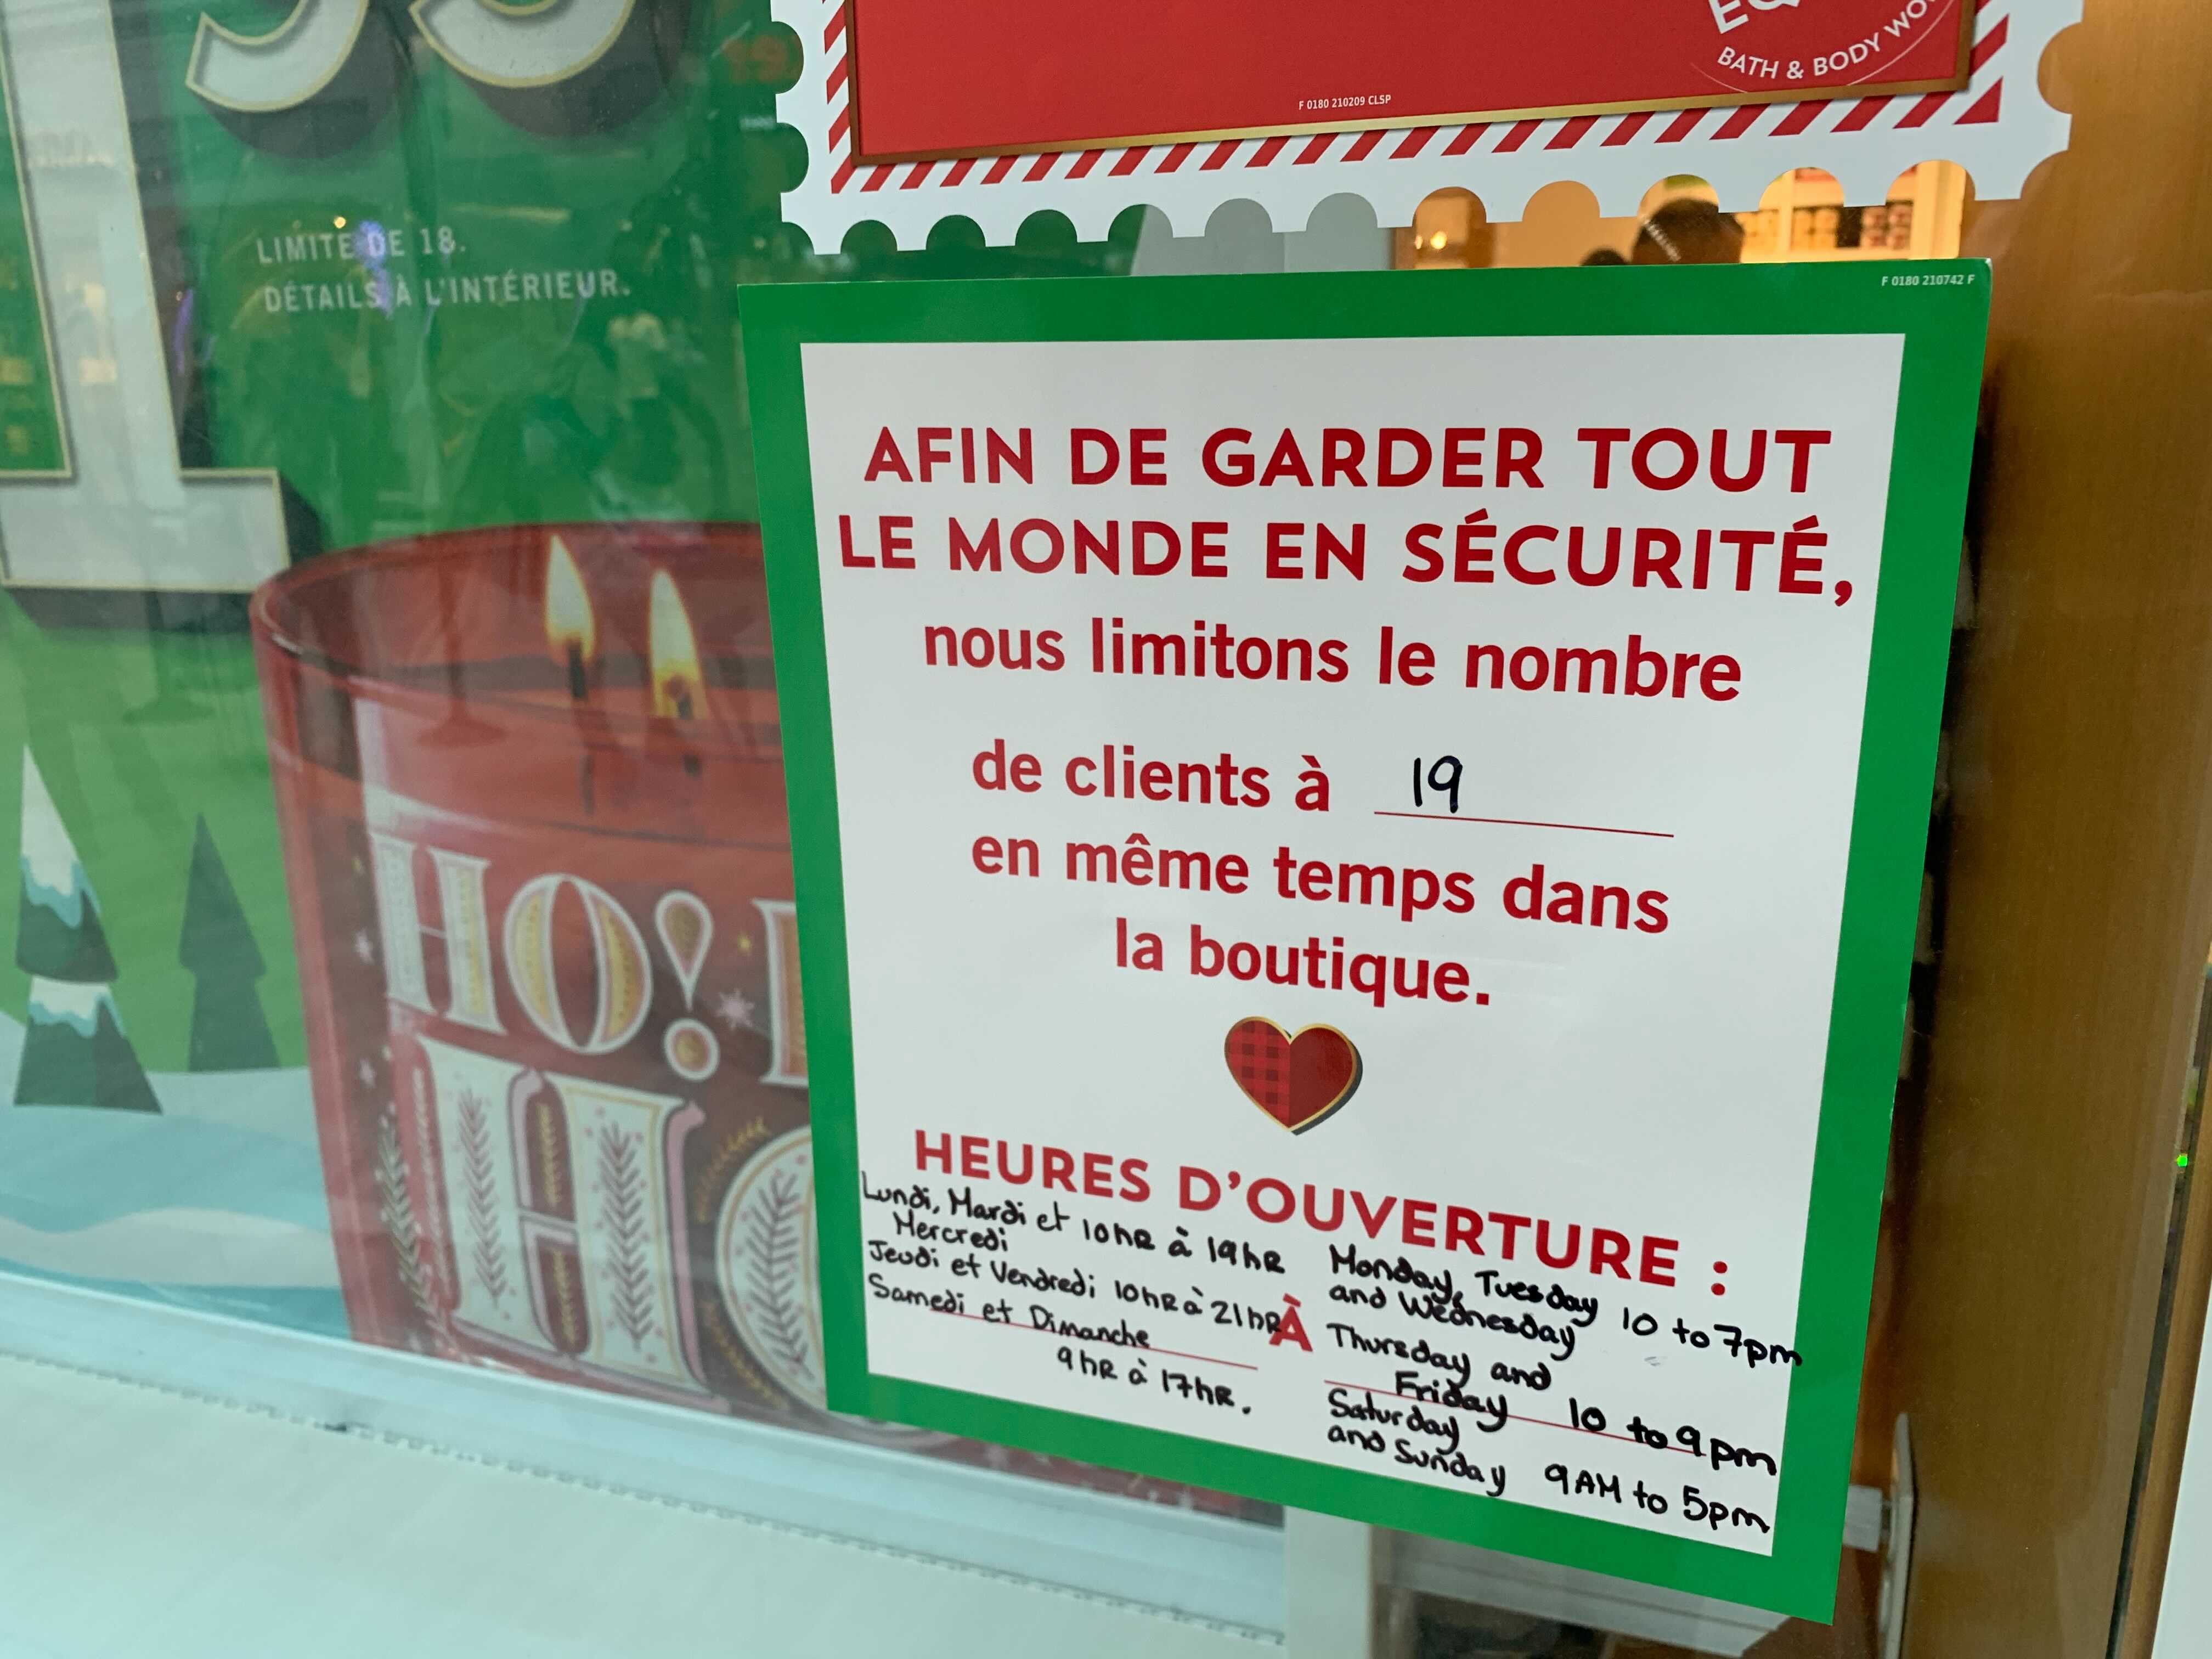 BATH & BODY
F 0180 210209 CLSP
LIMITE DE 18.
DÉTAILS À L'INTÉRIEUR.
HO!
F 0180 210742 F
AFIN DE GARDER TOUT
LE MONDE EN SÉCURITÉ,
nous limitons le nombre
de clients à 19
en même temps dans
la boutique.
HEURES D'OUVERTURE :
Lundi, Mardi et 10hR à 19hR
Mercredi
Jeudi et Vendredi 10hR à 21hR
Samedi et Dimanche
9hR à 17hR.
À
Monday, Tuesday
and Wednesday 10 to 7pm
Thursday and
Friday 10 to 9pm
Saturday
and Sunday 9AM to 5pm